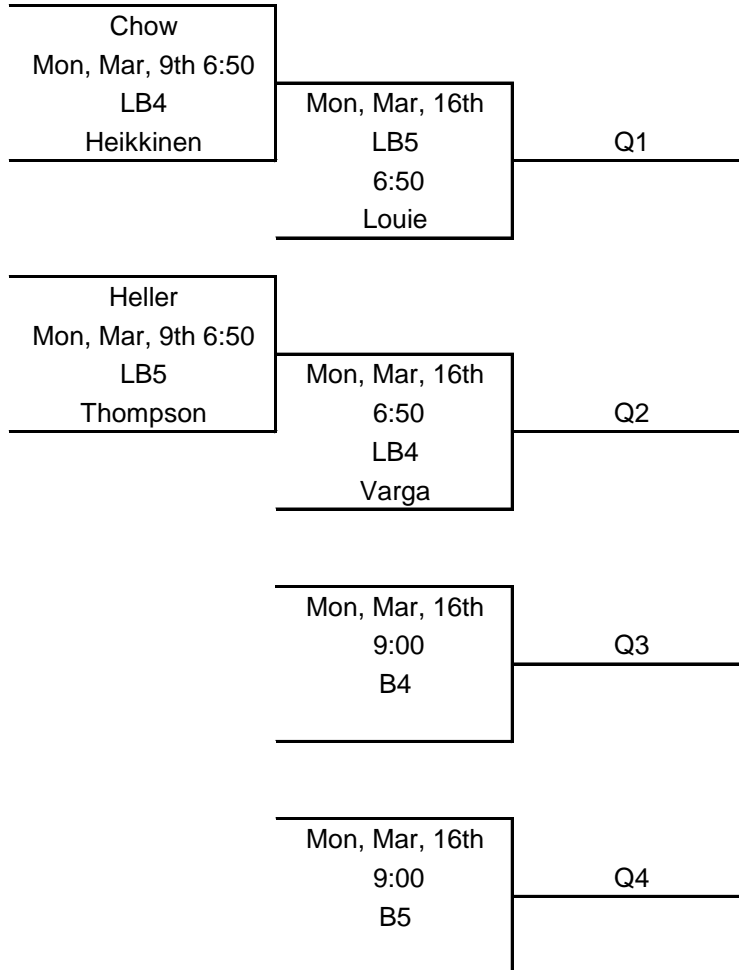 Chow
Mon, Mar, 9th 6:50
LB4
Heikkinen
Mon, Mar, 16th
LB5
6:50
Louie
Q1
Heller
Mon, Mar, 9th 6:50
LB5
Thompson
Mon, Mar, 16th
6:50
LB4
Varga
Q2
Mon, Mar, 16th
9:00
B4
Q3
Mon, Mar, 16th
9:00
B5
Q4